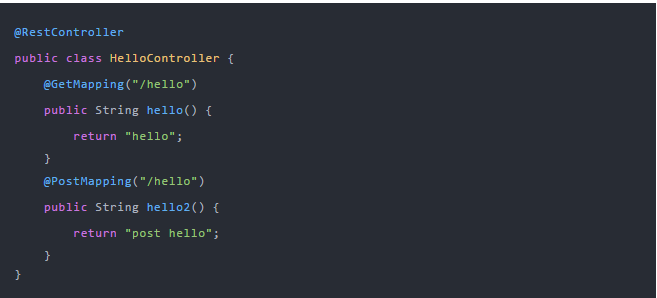 @RestController
public class HelloController {
    @GetMapping("/hello")
    public String hello() {
        return "hello";
    }
    @PostMapping("/hello")
    public String hello2() {
        return "post hello";
    }
}